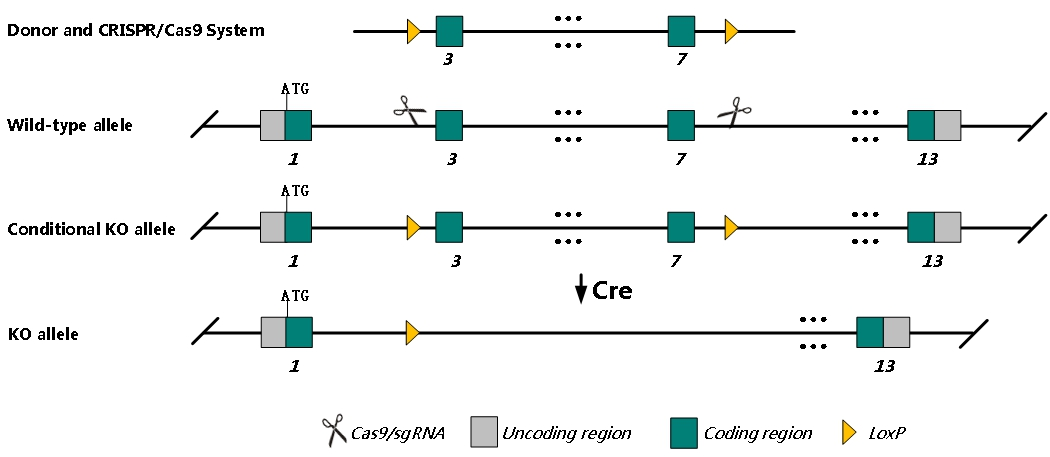 Donor and CRISPR/Cas9 System
3 7
ATG
Wild-type allele
1 3 7 13
ATG
Conditional KO allele
1 3 7 13
Cre
ATG
KO allele
1 13
Cas9/sgRNA Uncoding region Coding region LoxP